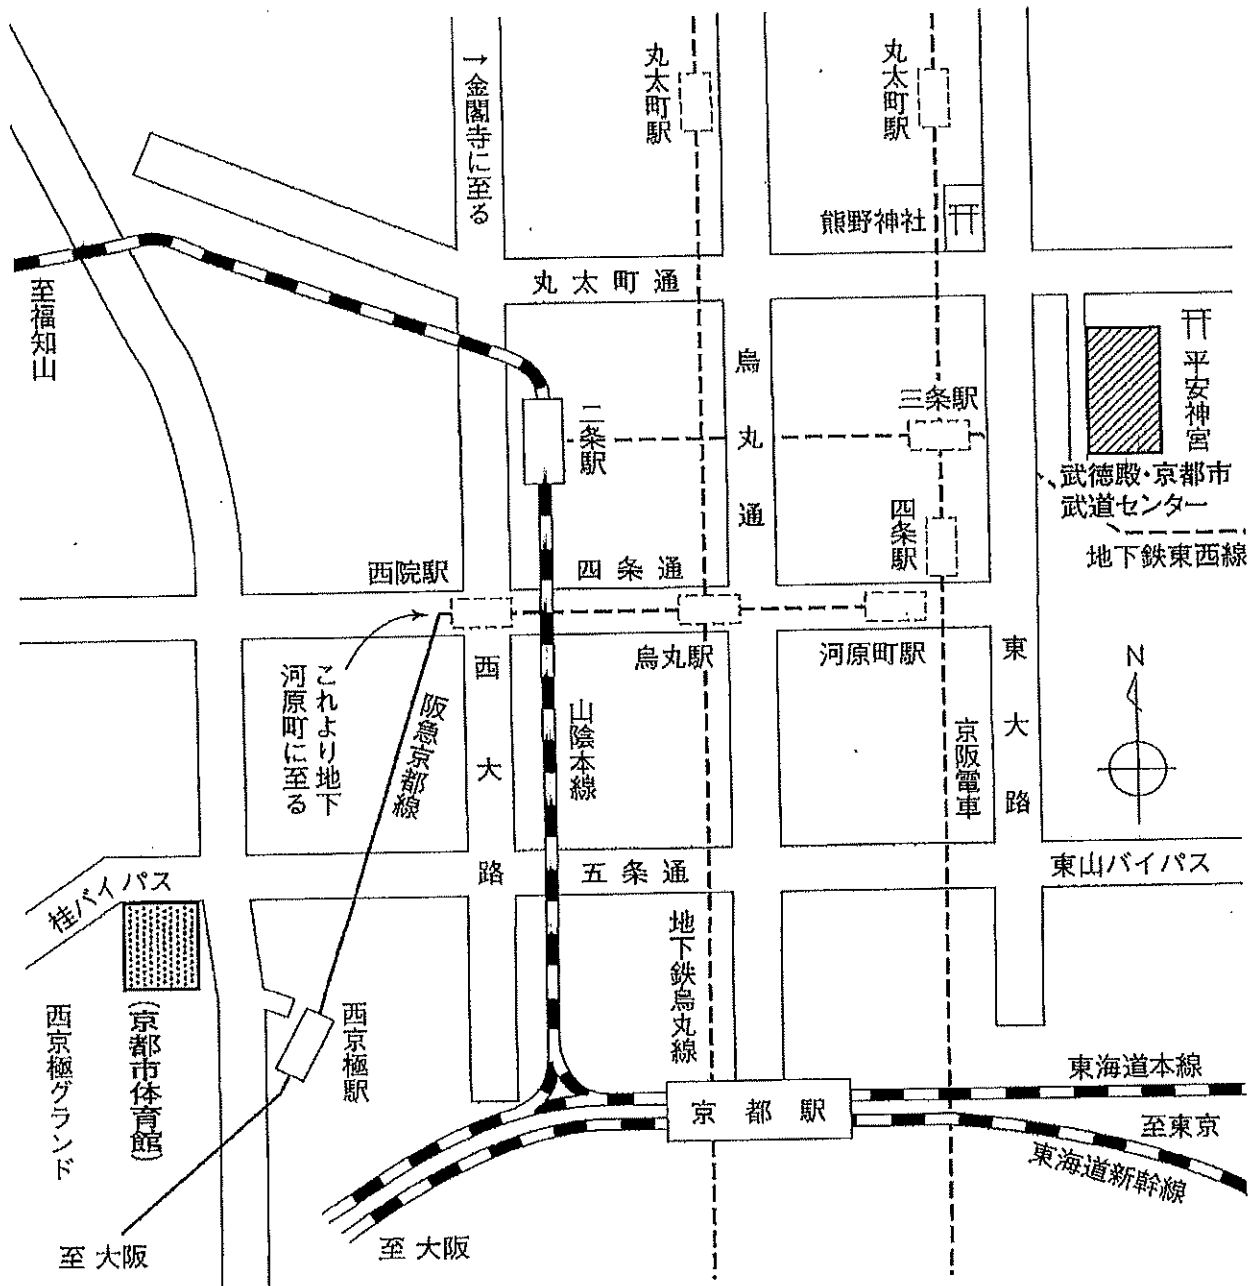 →金閣寺に至る
丸太町駅
丸太町駅
熊野神社
丸太町通
至福知山
烏丸通
平安神宮
二条駅
三条駅
武徳殿・京都市
武道センター
地下鉄東西線
四条駅
西院駅
四条通
烏丸駅
河原町駅
これより地下
河原町に至る
阪急京都線
西大路
山陰本線
京阪電車
東大路
N
五条通
東山バイパス
桂バイパス
地下鉄烏丸線
西京極グランド
(京都市体育館)
西京極駅
京都駅
東海道本線
至東京
東海道新幹線
至大阪
至大阪